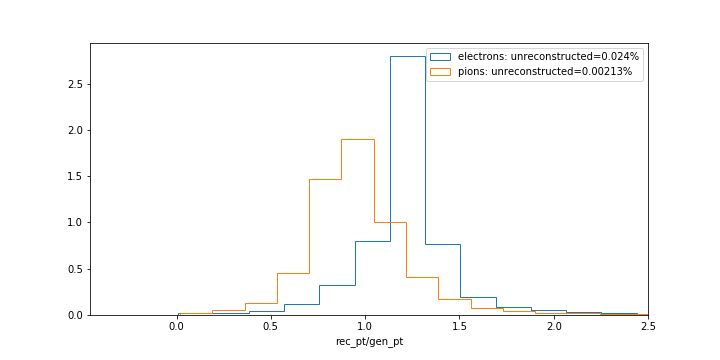 electrons: unreconstructed=0.024%
pions: unreconstructed=0.00213%
2.5
2.0
1.5
1.0
0.5
0.0
0.0 0.5 1.0 1.5 2.0 2.5
rec_pt/gen_pt